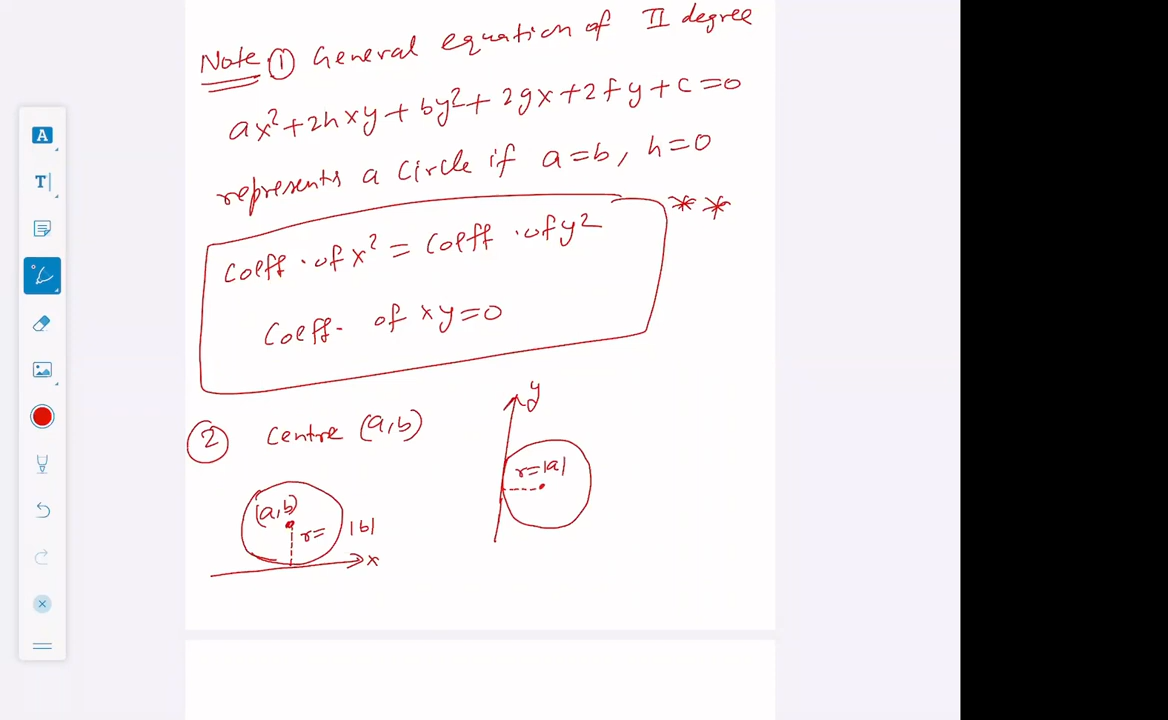 Note ① General equation of II degree
ax²+2hxy+by²+2gx+2fy+c=0
represents a Circle if a=b, h=0
**
Coeff. of x² = Coeff. of y²
Coeff. of xy=0
② Centre (a,b)
(a,b)
r= |b|
x
y
r=|a|
A
T|